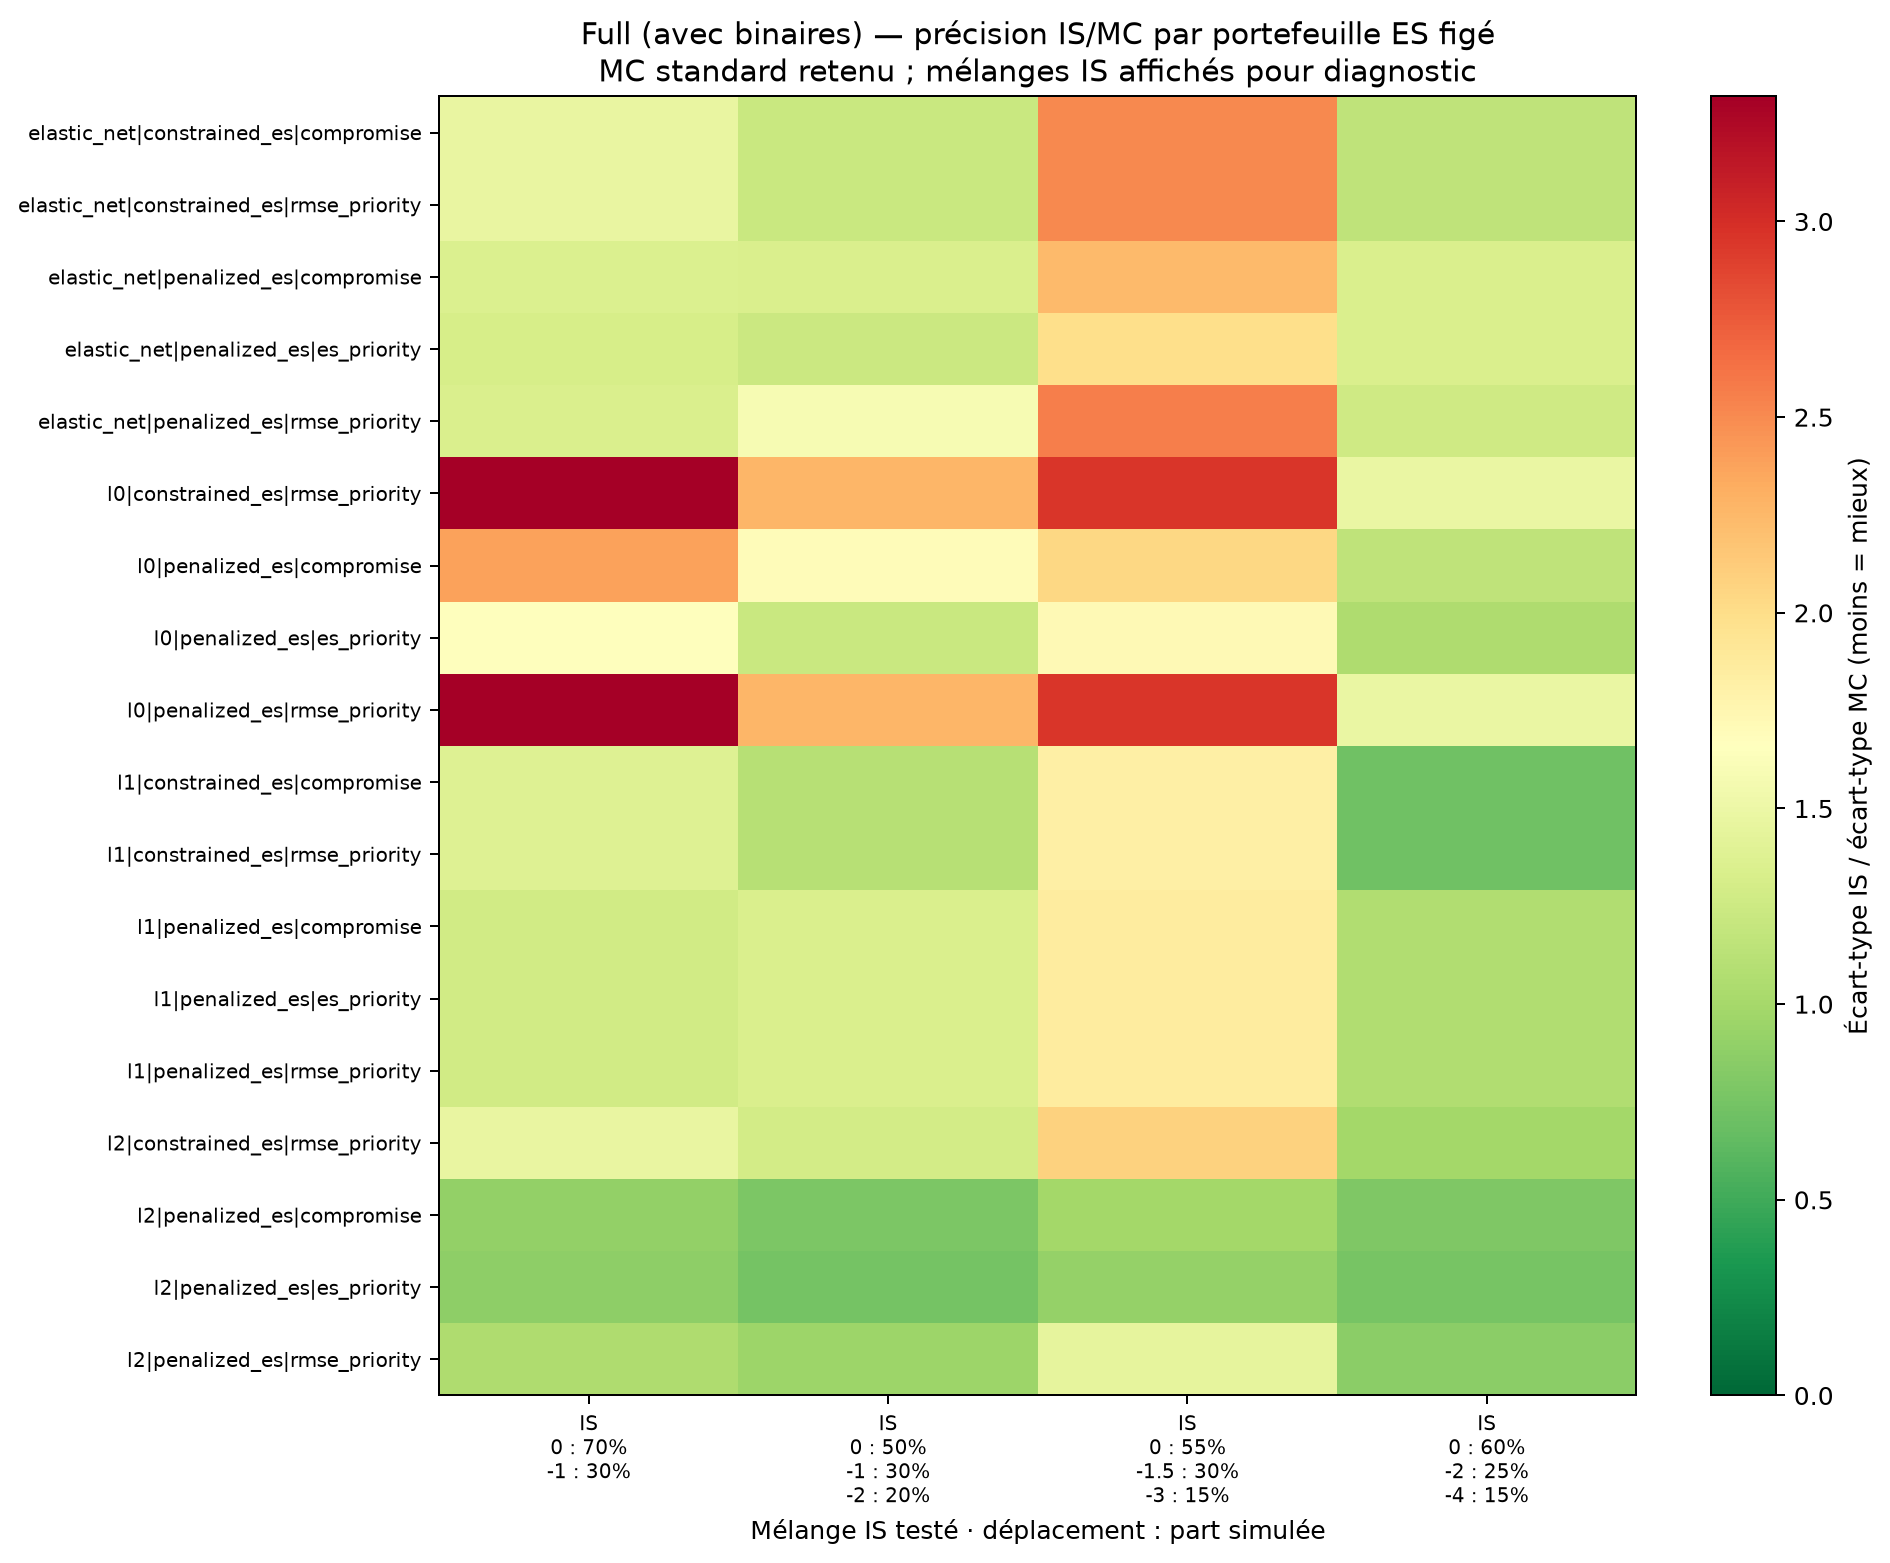 Full (avec binaires) — précision IS/MC par portefeuille ES figé
MC standard retenu ; mélanges IS affichés pour diagnostic
elastic_net|constrained_es|compromise
elastic_net|constrained_es|rmse_priority
elastic_net|penalized_es|compromise
elastic_net|penalized_es|es_priority
elastic_net|penalized_es|rmse_priority
l0|constrained_es|rmse_priority
l0|penalized_es|compromise
l0|penalized_es|es_priority
l0|penalized_es|rmse_priority
l1|constrained_es|compromise
l1|constrained_es|rmse_priority
l1|penalized_es|compromise
l1|penalized_es|es_priority
l1|penalized_es|rmse_priority
l2|constrained_es|rmse_priority
l2|penalized_es|compromise
l2|penalized_es|es_priority
l2|penalized_es|rmse_priority
IS
0 : 70%
-1 : 30%
IS
0 : 50%
-1 : 30%
-2 : 20%
IS
0 : 55%
-1.5 : 30%
-3 : 15%
IS
0 : 60%
-2 : 25%
-4 : 15%
Mélange IS testé · déplacement : part simulée
3.0
2.5
2.0
1.5
1.0
0.5
0.0
Écart-type IS / écart-type MC (moins = mieux)